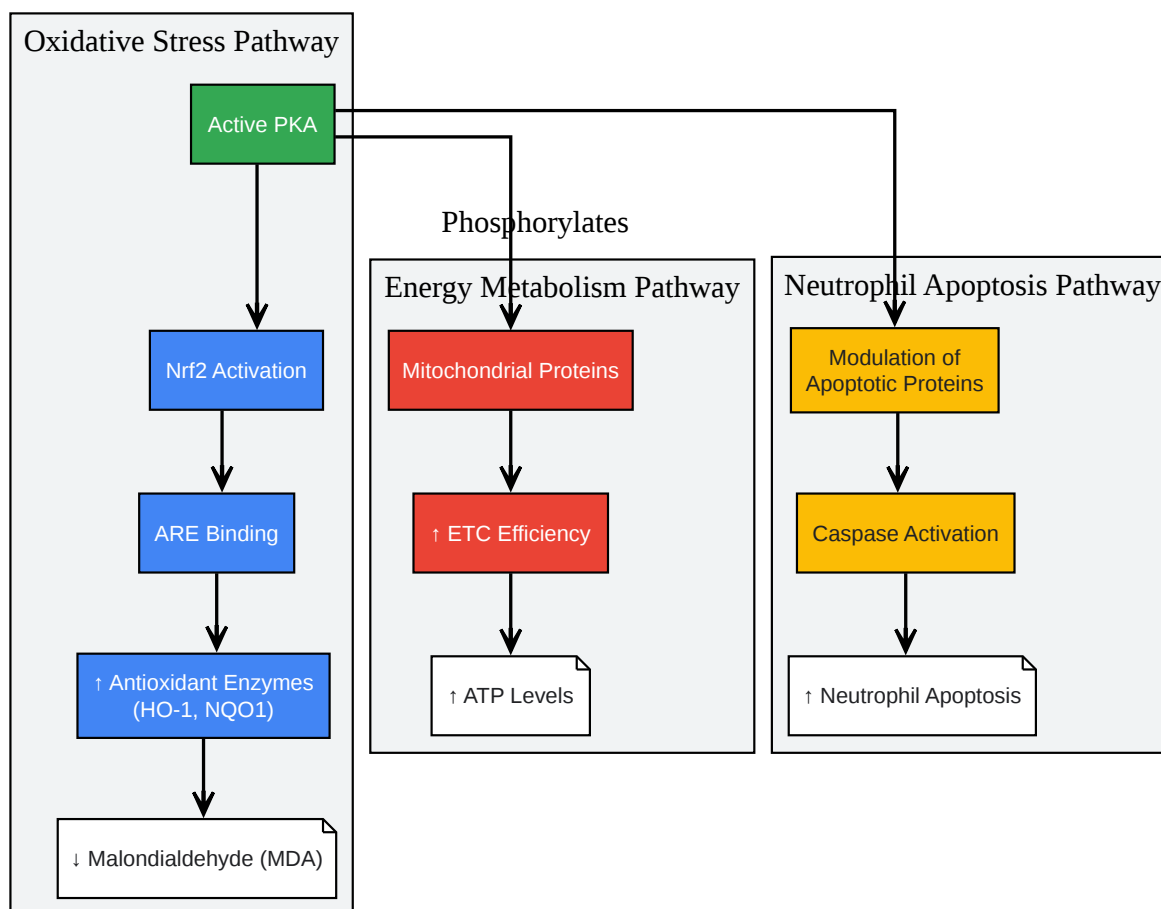 Oxidative Stress Pathway
Active PKA
Phosphorylates
Energy Metabolism Pathway
Neutrophil Apoptosis Pathway
Nrf2 Activation
Mitochondrial Proteins
Modulation of
Apoptotic Proteins
ARE Binding
↑ ETC Efficiency
Caspase Activation
↑ Antioxidant Enzymes
(HO-1, NQO1)
↑ ATP Levels
↑ Neutrophil Apoptosis
↓ Malondialdehyde (MDA)